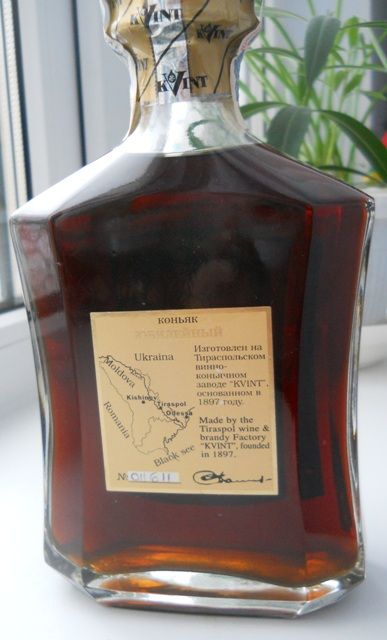 KVINT
KVINT
KVINT
КОНЬЯК
ЮБИЛЕЙНЫЙ
Ukraina
Moldova
Kishinev
Tiraspol
Odessa
Romania
Black see
Изготовлен на
Тираспольском
винно-
коньячном
заводе "KVINT",
основанном в
1897 году.
Made by the
Tiraspol wine &
brandy Factory
"KVINT", founded
in 1897.
№ 011611